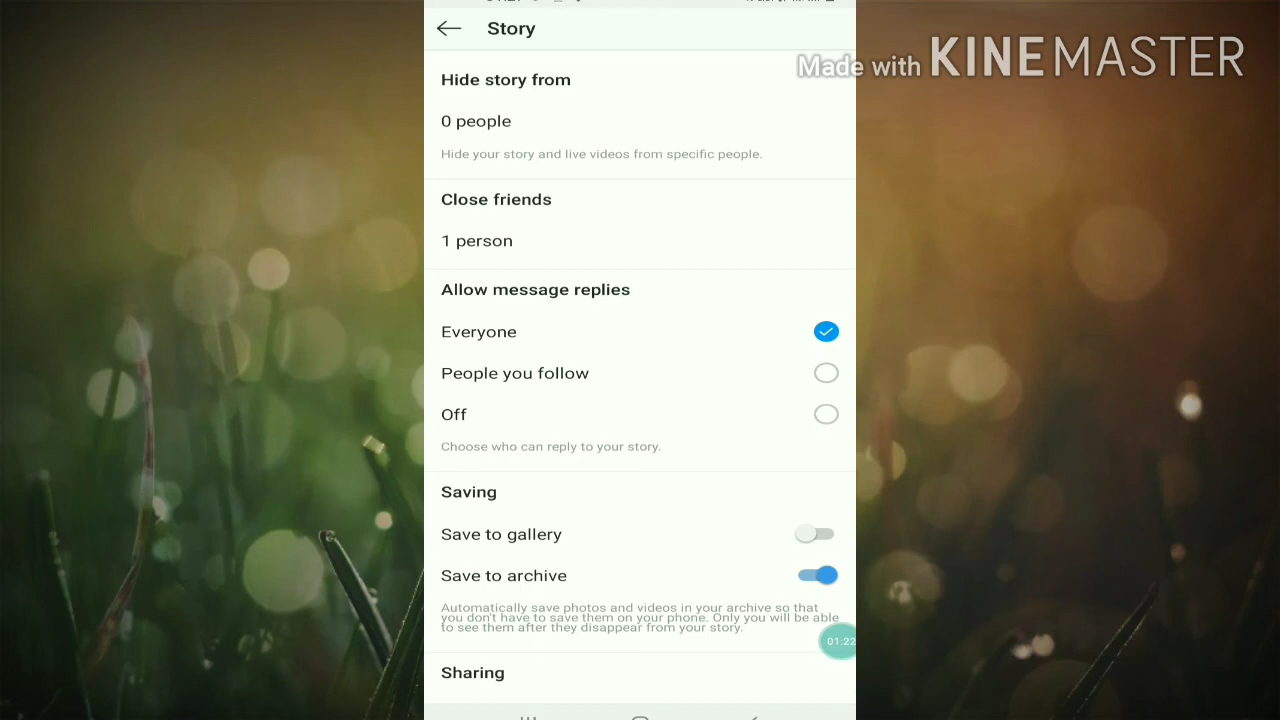 Story
Made with KINEMASTER
Hide story from
0 people
Hide your story and live videos from specific people.
Close friends
1 person
Allow message replies
Everyone
People you follow
Off
Choose who can reply to your story.
Saving
Save to gallery
Save to archive
Automatically save photos and videos in your archive so that
you don't have to save them on your phone. Only you will be able
to see them after they disappear from your story.
01:22
Sharing